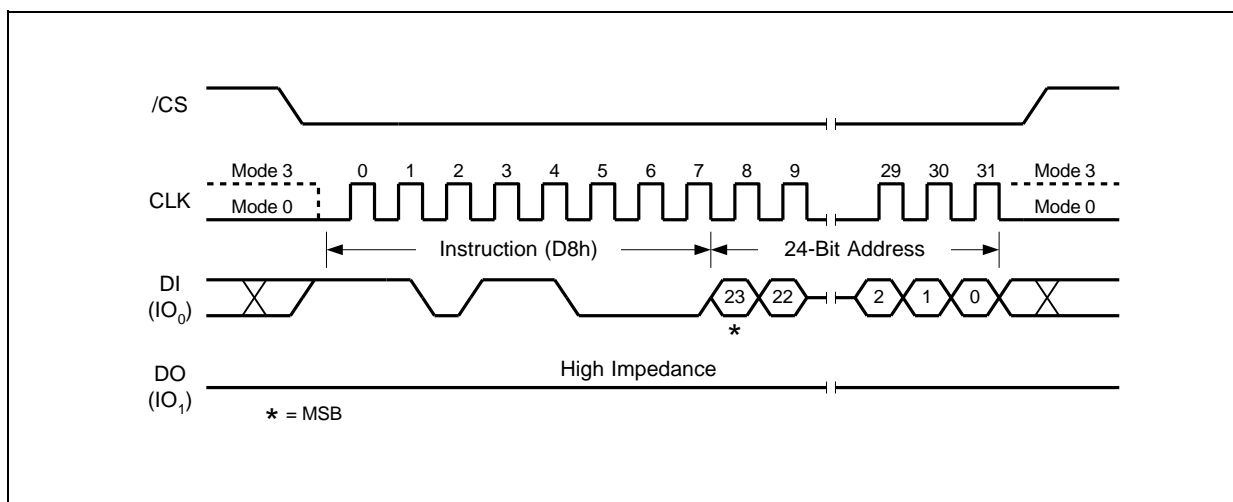 /CS
Mode 3 0 1 2 3 4 5 6 7 8 9 29 30 31 Mode 3
CLK
Mode 0 Mode 0
Instruction (D8h) 24-Bit Address
DI
(IO0)
23 22 2 1 0
*
High Impedance
DO
(IO1)
* = MSB